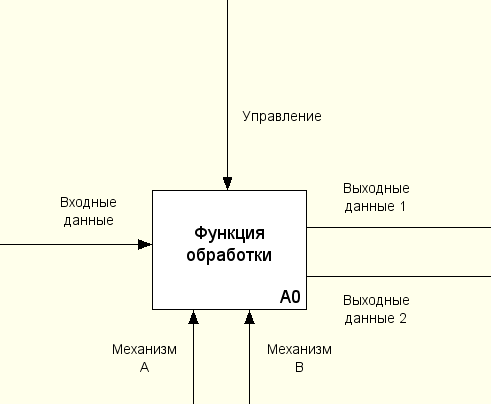 Управление
Входные
данные
Выходные
данные 1
Функция
обработки
A0
Выходные
данные 2
Механизм
A
Механизм
B